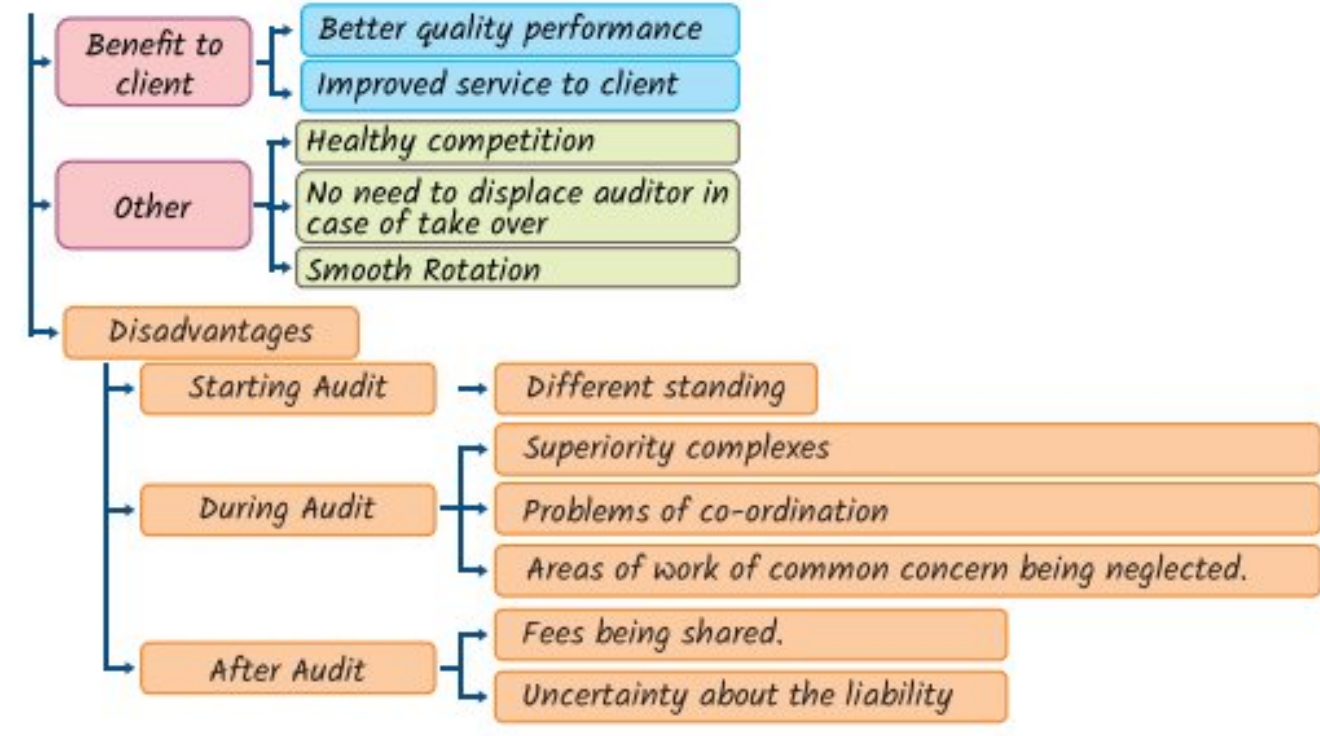 Benefit to
client
Better quality performance
Improved service to client
Other
Healthy competition
No need to displace auditor in
case of take over
Smooth Rotation
Disadvantages
Starting Audit
Different standing
During Audit
Superiority complexes
Problems of co-ordination
Areas of work of common concern being neglected.
After Audit
Fees being shared.
Uncertainty about the liability